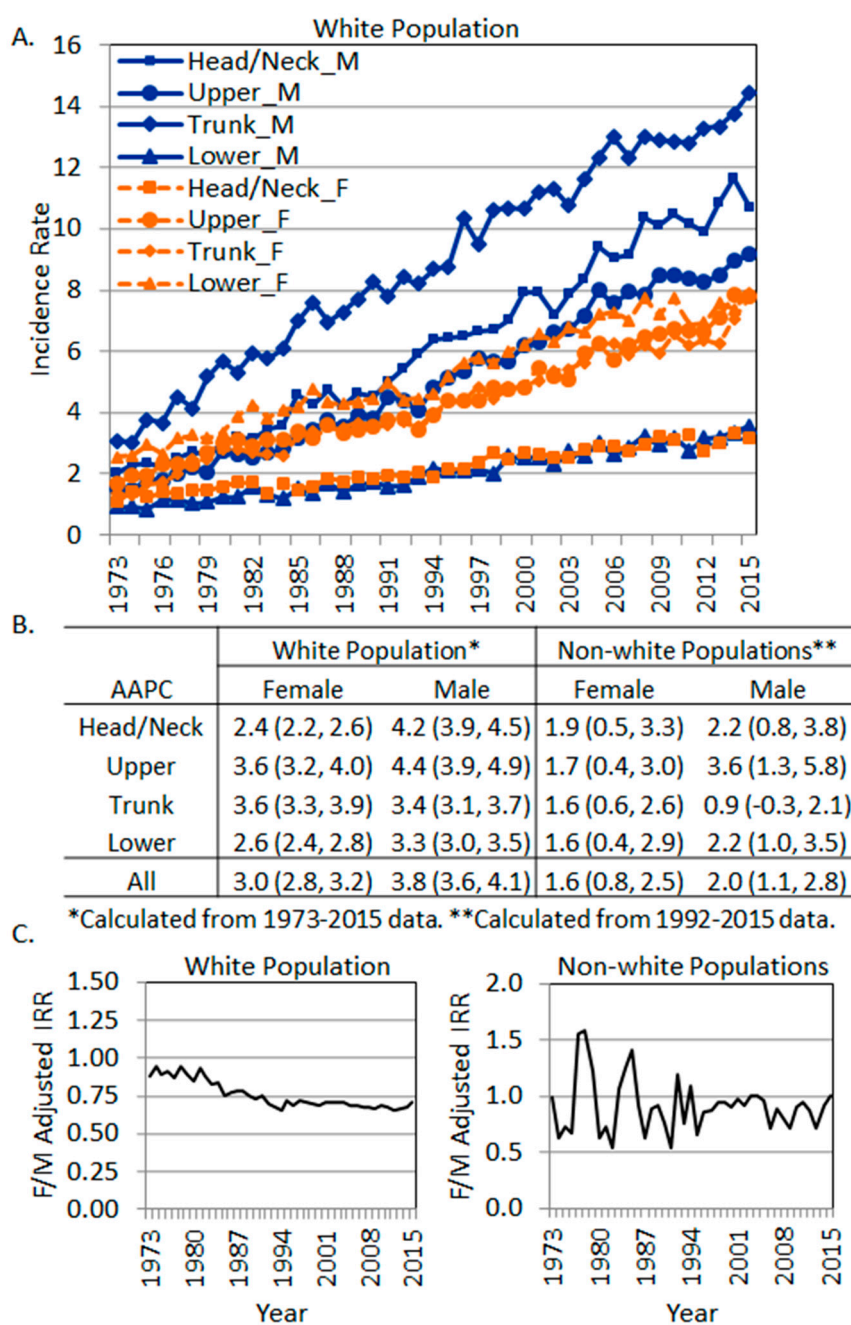 A.
White Population
16
14
12
10
8
6
4
2
0
Incidence Rate
Head/Neck_M
Upper_M
Trunk_M
Lower_M
Head/Neck_F
Upper_F
Trunk_F
Lower_F
1973 1976 1979 1982 1985 1988 1991 1994 1997 2000 2003 2006 2009 2012 2015
B.
White Population* Non-white Populations**
AAPC Female Male Female Male
Head/Neck 2.4 (2.2, 2.6) 4.2 (3.9, 4.5) 1.9 (0.5, 3.3) 2.2 (0.8, 3.8)
Upper 3.6 (3.2, 4.0) 4.4 (3.9, 4.9) 1.7 (0.4, 3.0) 3.6 (1.3, 5.8)
Trunk 3.6 (3.3, 3.9) 3.4 (3.1, 3.7) 1.6 (0.6, 2.6) 0.9 (-0.3, 2.1)
Lower 2.6 (2.4, 2.8) 3.3 (3.0, 3.5) 1.6 (0.4, 2.9) 2.2 (1.0, 3.5)
All 3.0 (2.8, 3.2) 3.8 (3.6, 4.1) 1.6 (0.8, 2.5) 2.0 (1.1, 2.8)
*Calculated from 1973-2015 data. **Calculated from 1992-2015 data.
C.
White Population
F/M Adjusted IRR
1.50
1.25
1.00
0.75
0.50
0.25
0.00
1973 1980 1987 1994 2001 2008 2015
Year
Non-white Populations
F/M Adjusted IRR
2.0
1.5
1.0
0.5
0.0
1973 1980 1987 1994 2001 2008 2015
Year